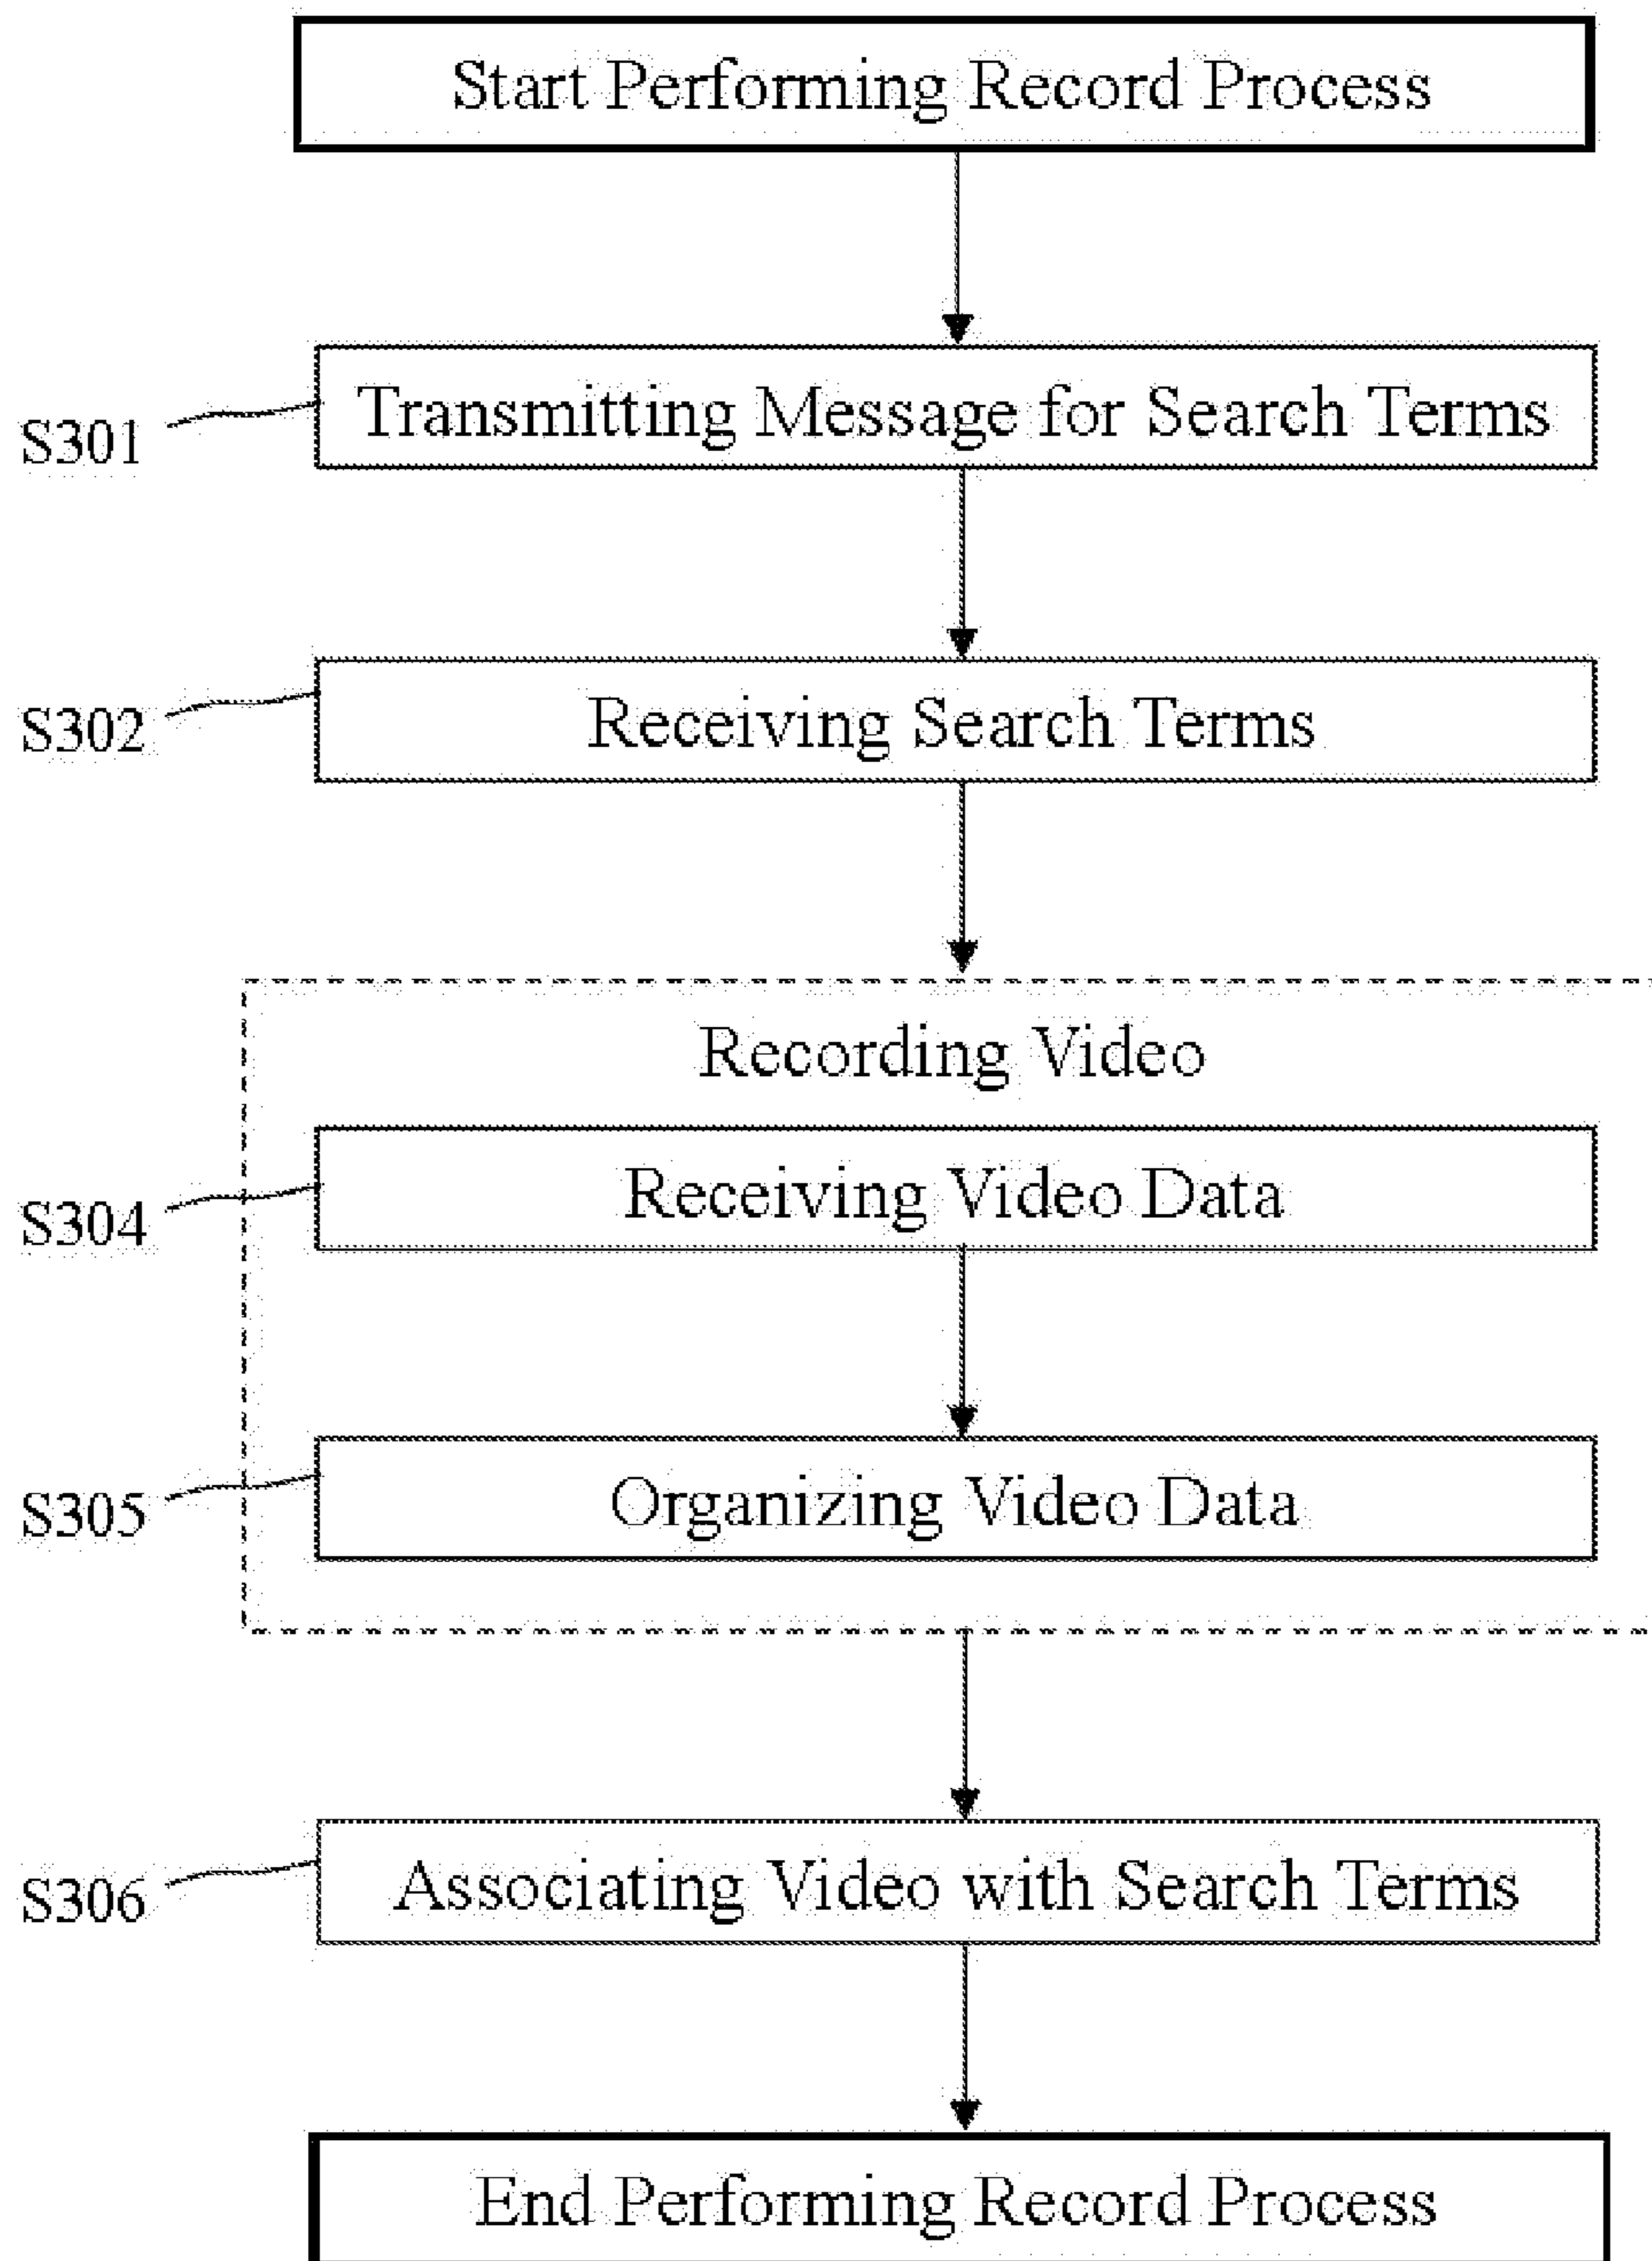 Start Performing Record Process
S301
Transmitting Message for Search Terms
S302
Receiving Search Terms
Recording Video
S304
Receiving Video Data
S305
Organizing Video Data
S306
Associating Video with Search Terms
End Performing Record Process